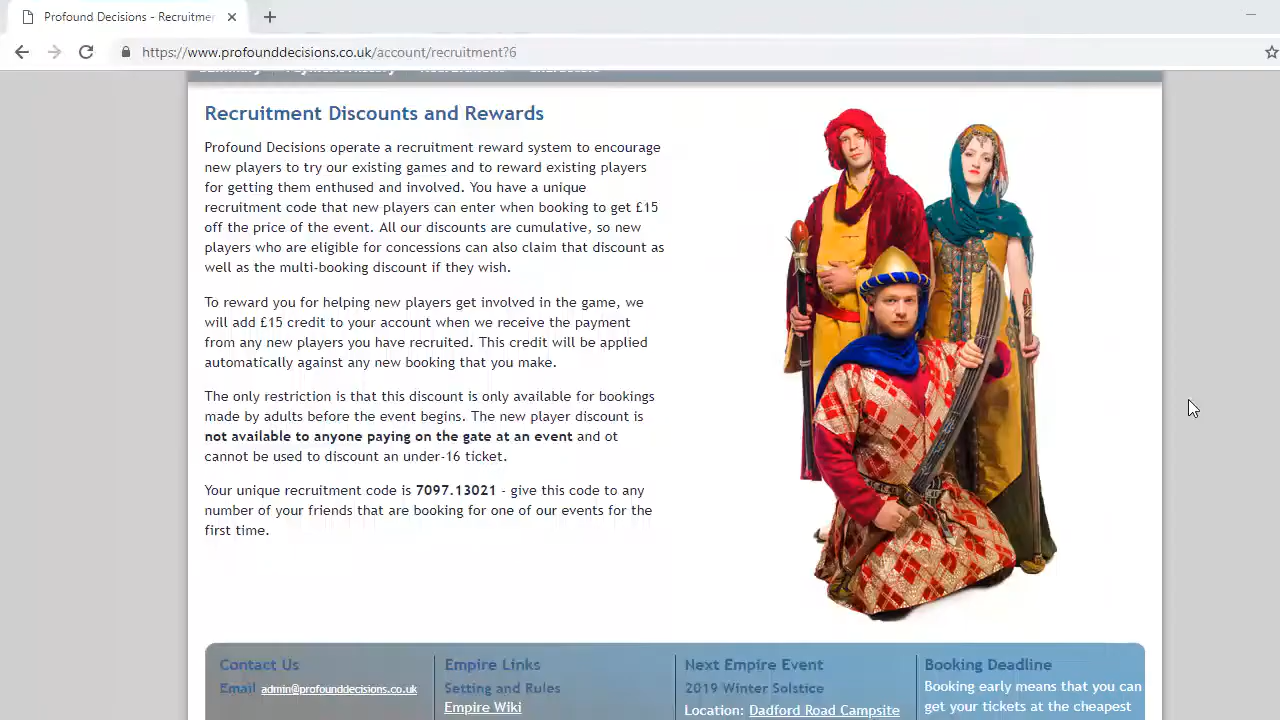 Profound Decisions - Recruitmer
https://www.profounddecisions.co.uk/account/recruitment?6
Recruitment Discounts and Rewards
Profound Decisions operate a recruitment reward system to encourage
new players to try our existing games and to reward existing players
for getting them enthused and involved. You have a unique
recruitment code that new players can enter when booking to get £15
off the price of the event. All our discounts are cumulative, so new
players who are eligible for concessions can also claim that discount as
well as the multi-booking discount if they wish.
To reward you for helping new players get involved in the game, we
will add £15 credit to your account when we receive the payment
from any new players you have recruited. This credit will be applied
automatically against any new booking that you make.
The only restriction is that this discount is only available for bookings
made by adults before the event begins. The new player discount is
not available to anyone paying on the gate at an event and ot
cannot be used to discount an under-16 ticket.
Your unique recruitment code is 7097.13021 - give this code to any
number of your friends that are booking for one of our events for the
first time.
Contact Us
Email admin@profounddecisions.co.uk
Empire Links
Setting and Rules
Empire Wiki
Next Empire Event
2019 Winter Solstice
Location: Dadford Road Campsite
Booking Deadline
Booking early means that you can
get your tickets at the cheapest